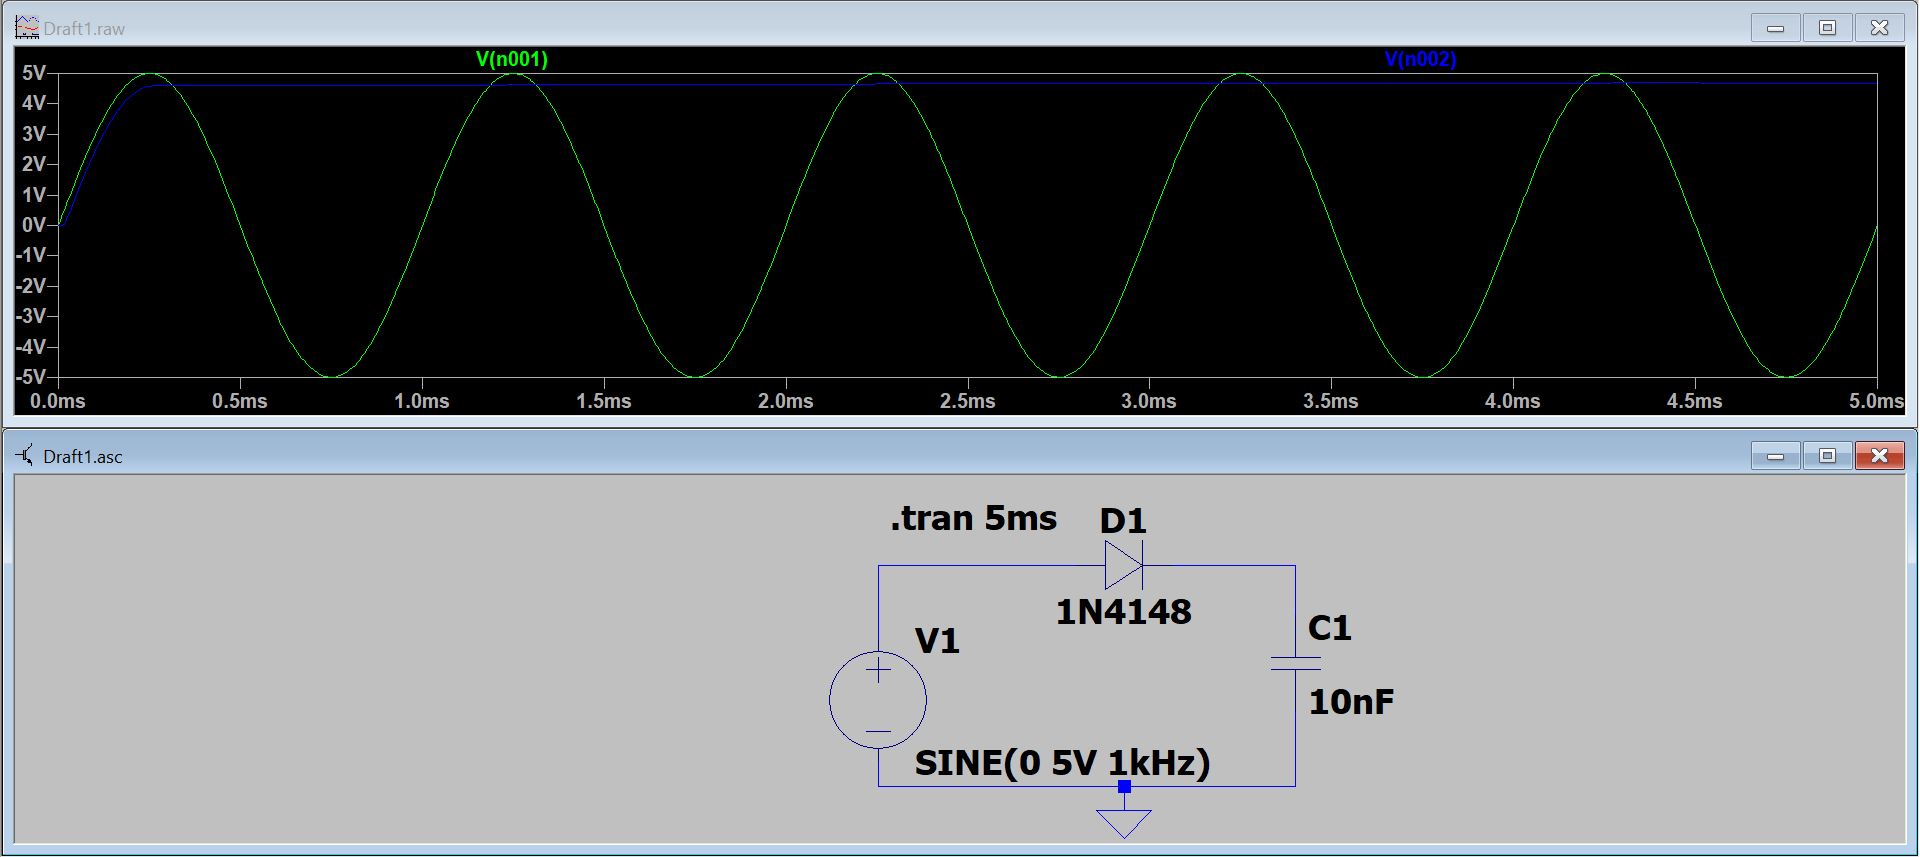 Draft1.raw
V(n001) V(n002)
5V
4V
3V
2V
1V
0V
-1V
-2V
-3V
-4V
-5V
0.0ms 0.5ms 1.0ms 1.5ms 2.0ms 2.5ms 3.0ms 3.5ms 4.0ms 4.5ms 5.0ms
Draft1.asc
.tran 5ms D1
1N4148
V1 C1
10nF
SINE(0 5V 1kHz)